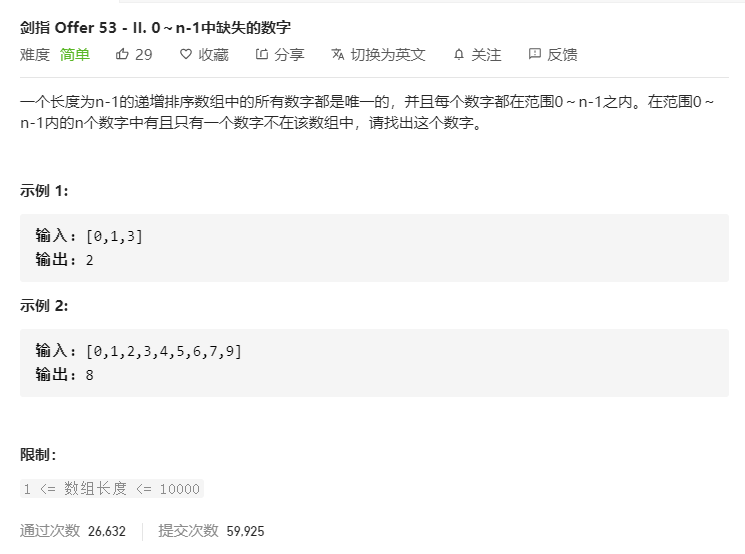 剑指 Offer 53 - II. 0～n-1中缺失的数字
难度 简单 29 收藏 分享 切换为英文 关注 反馈
一个长度为n-1的递增排序数组中的所有数字都是唯一的，并且每个数字都在范围0～n-1之内。在范围0～
n-1内的n个数字中有且只有一个数字不在该数组中，请找出这个数字。
示例 1:
输入: [0,1,3]
输出: 2
示例 2:
输入: [0,1,2,3,4,5,6,7,9]
输出: 8
限制：
1 <= 数组长度 <= 10000
通过次数 26,632 提交次数 59,925